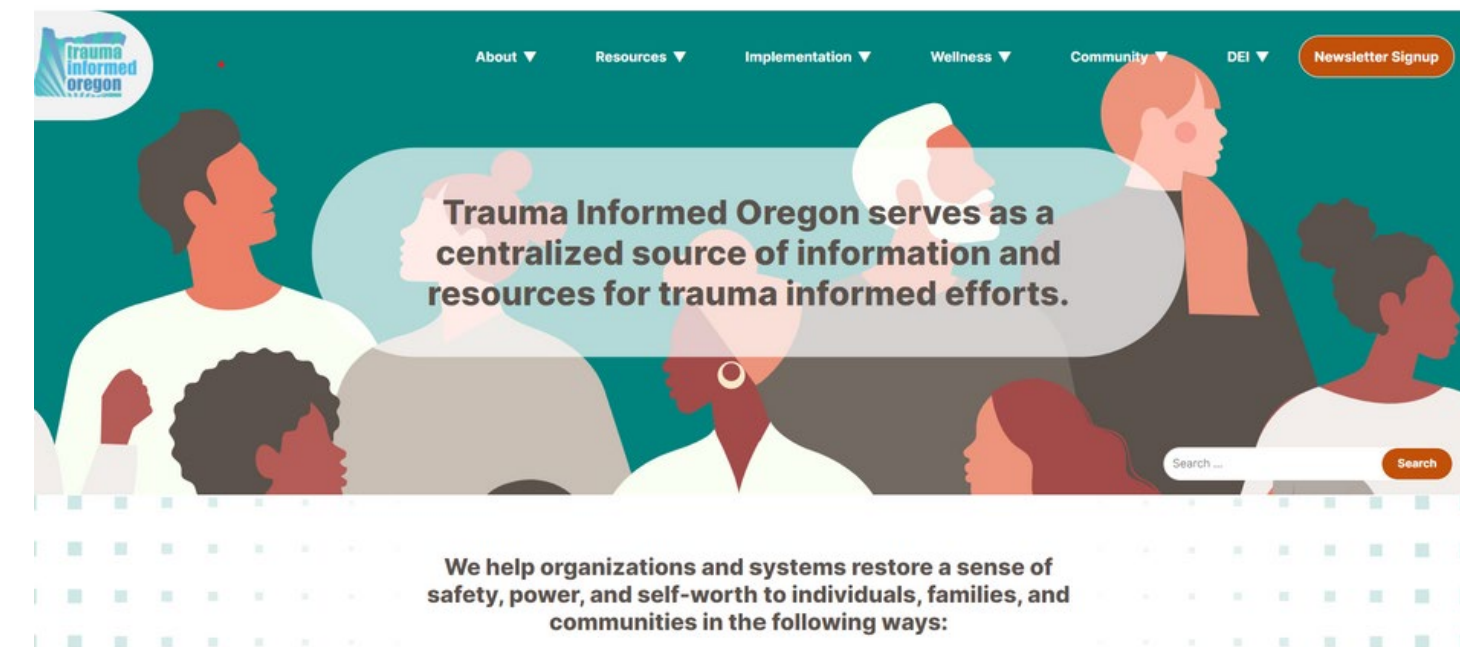 trauma
informed
oregon
About ▼ Resources ▼ Implementation ▼ Wellness ▼ Community ▼ DEI ▼ Newsletter Signup
Trauma Informed Oregon serves as a
centralized source of information and
resources for trauma informed efforts.
Search ... Search
We help organizations and systems restore a sense of
safety, power, and self-worth to individuals, families, and
communities in the following ways: